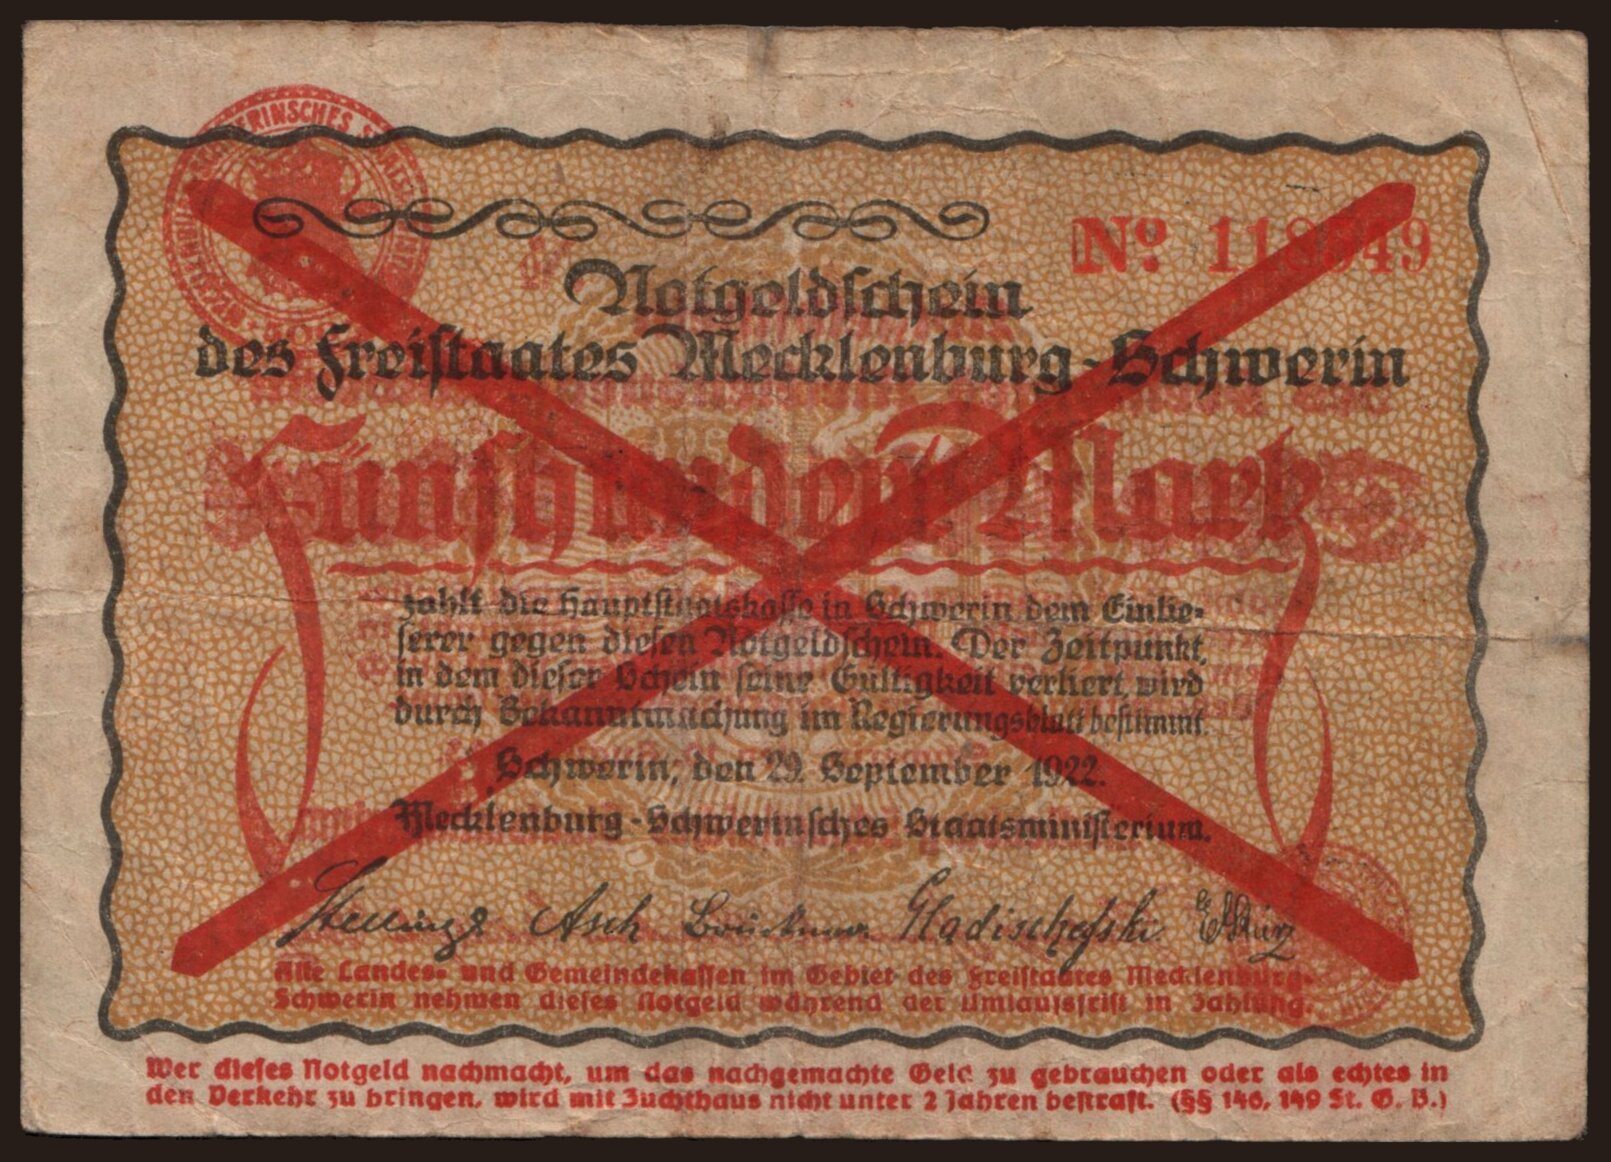 No. 118349
Notgeldschein
des Freistaates Mecklenburg-Schwerin
Fünfhundert Mark
zahlt die Hauptstaatskasse in Schwerin dem Einlie-
ferer gegen diesen Notgeldschein. Der Zeitpunkt,
in dem dieser Schein seine Gültigkeit verliert, wird
durch Bekanntmachung im Regierungsblatt bestimmt.
Schwerin, den 29. September 1922.
Mecklenburg-Schwerinsches Staatsministerium.
Stelling Asch
Alle Landes- und Gemeindekassen im Gebiet des Freistaates Mecklenburg-
Schwerin nehmen dieses Notgeld während der Umlaufsfrist in Zahlung.
Wer dieses Notgeld nachmacht, um das nachgemachte Geld zu gebrauchen oder als echtes in
den Verkehr zu bringen, wird mit Zuchthaus nicht unter 2 Jahren bestraft. (§§ 146, 149 St. G. B.)